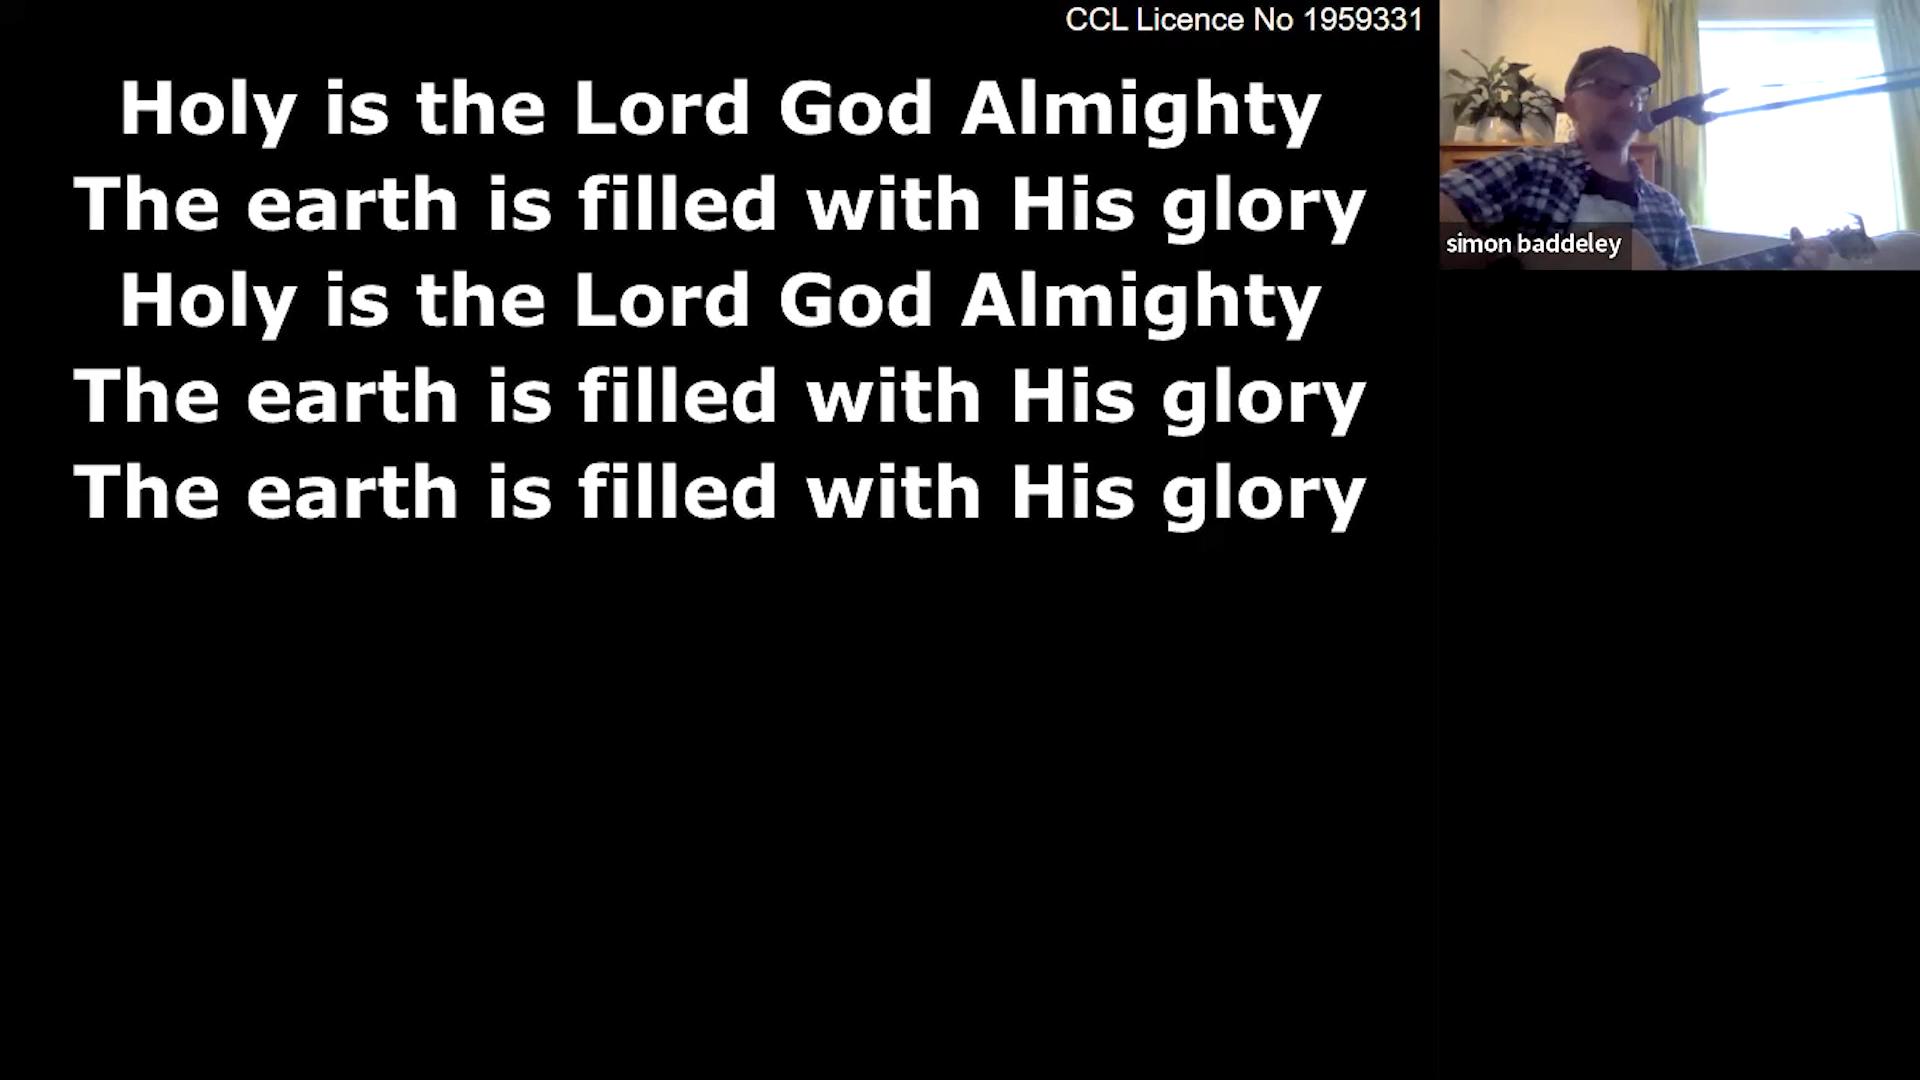 CCL Licence No 1959331
Holy is the Lord God Almighty
The earth is filled with His glory
Holy is the Lord God Almighty
The earth is filled with His glory
The earth is filled with His glory
simon baddeley